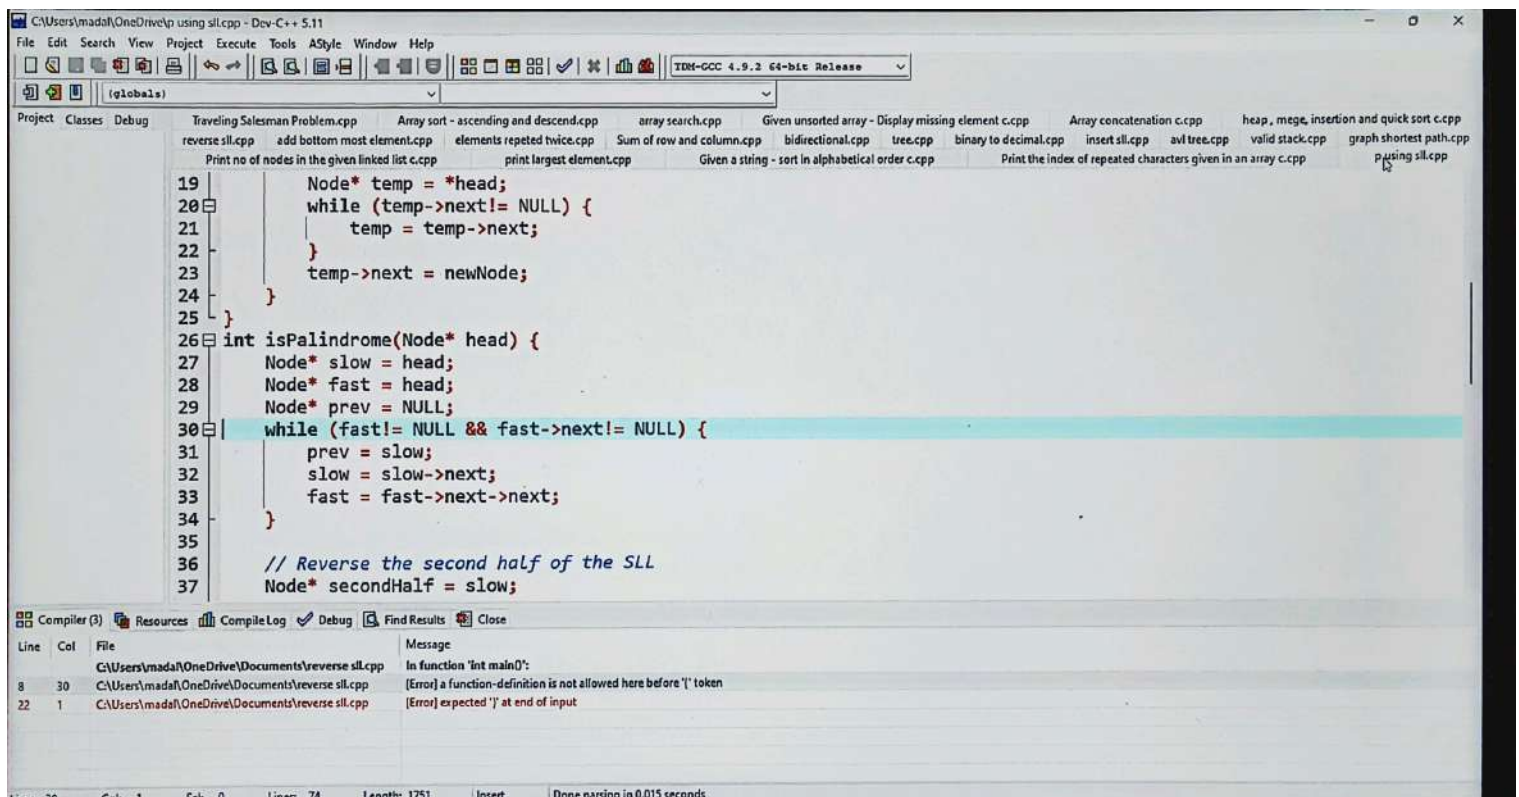 C:\Users\madal\OneDrive\p using sll.cpp - Dev-C++ 5.11
File Edit Search View Project Execute Tools AStyle Window Help
TDM-GCC 4.9.2 64-bit Release
(globals)
Project Classes Debug
Traveling Salesman Problem.cpp Array sort - ascending and descend.cpp array search.cpp Given unsorted array - Display missing element c.cpp Array concatenation c.cpp heap , mege, insertion and quick sort c.cpp
reverse sll.cpp add bottom most element.cpp elements repeted twice.cpp Sum of row and column.cpp bidirectional.cpp tree.cpp binary to decimal.cpp insert sll.cpp avl tree.cpp valid stack.cpp graph shortest path.cpp
Print no of nodes in the given linked list c.cpp print largest element.cpp Given a string - sort in alphabetical order c.cpp Print the index of repeated characters given in an array c.cpp p using sll.cpp
19 Node* temp = *head;
20 while (temp->next!= NULL) {
21 temp = temp->next;
22 }
23 temp->next = newNode;
24 }
25 }
26 int isPalindrome(Node* head) {
27 Node* slow = head;
28 Node* fast = head;
29 Node* prev = NULL;
30 while (fast!= NULL && fast->next!= NULL) {
31 prev = slow;
32 slow = slow->next;
33 fast = fast->next->next;
34 }
35
36 // Reverse the second half of the SLL
37 Node* secondHalf = slow;
Compiler (3) Resources Compile Log Debug Find Results Close
Line Col File Message
C:\Users\madal\OneDrive\Documents\reverse sll.cpp In function 'int main()':
8 30 C:\Users\madal\OneDrive\Documents\reverse sll.cpp [Error] a function-definition is not allowed here before '{' token
22 1 C:\Users\madal\OneDrive\Documents\reverse sll.cpp [Error] expected '}' at end of input
Lines: 74 Length: 1751 Insert Done parsing in 0.015 seconds